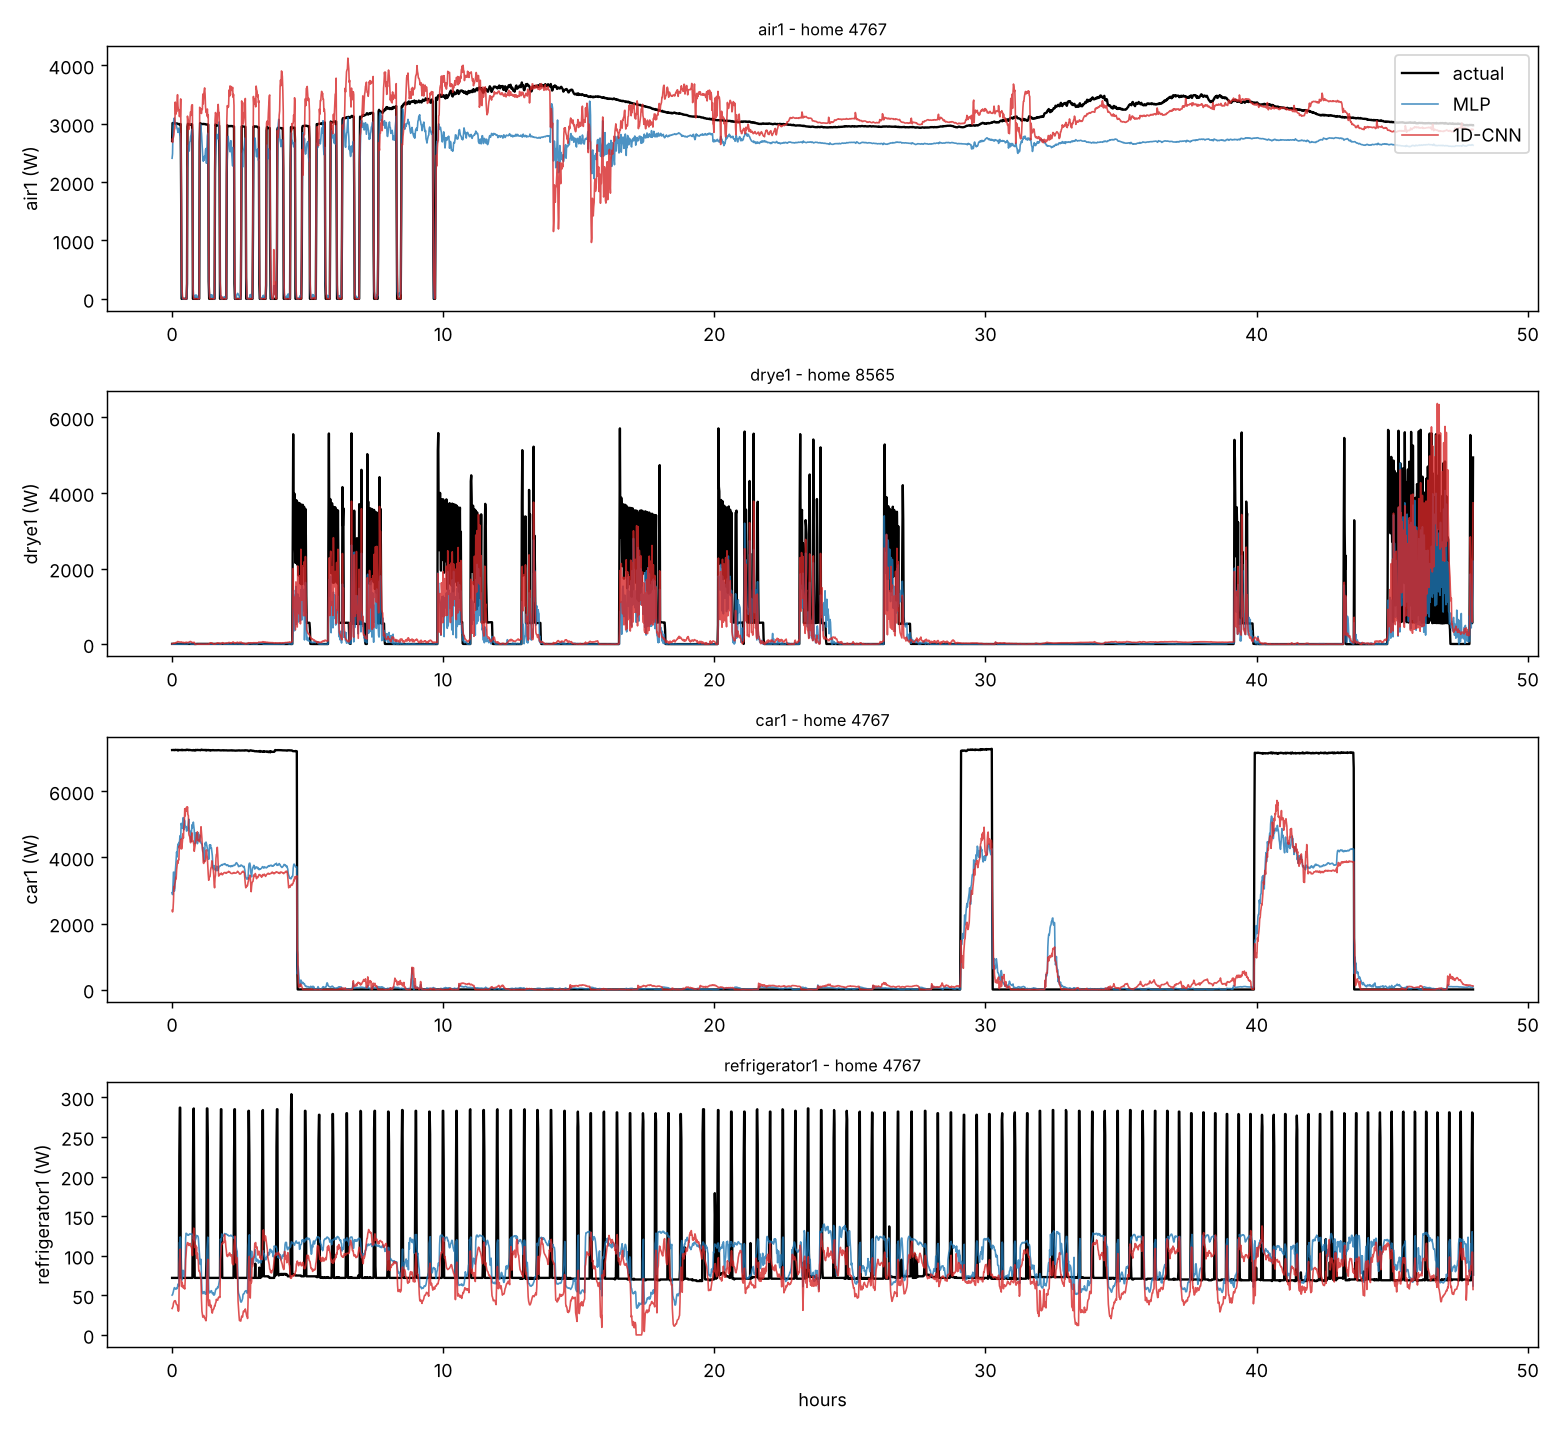 air1 - home 4767
4000
3000
2000
1000
0
air1 (W)
actual
MLP
1D-CNN
0 10 20 30 40 50
drye1 - home 8565
6000
4000
2000
0
drye1 (W)
0 10 20 30 40 50
car1 - home 4767
6000
4000
2000
0
car1 (W)
0 10 20 30 40 50
refrigerator1 - home 4767
300
250
200
150
100
50
0
refrigerator1 (W)
0 10 20 30 40 50
hours